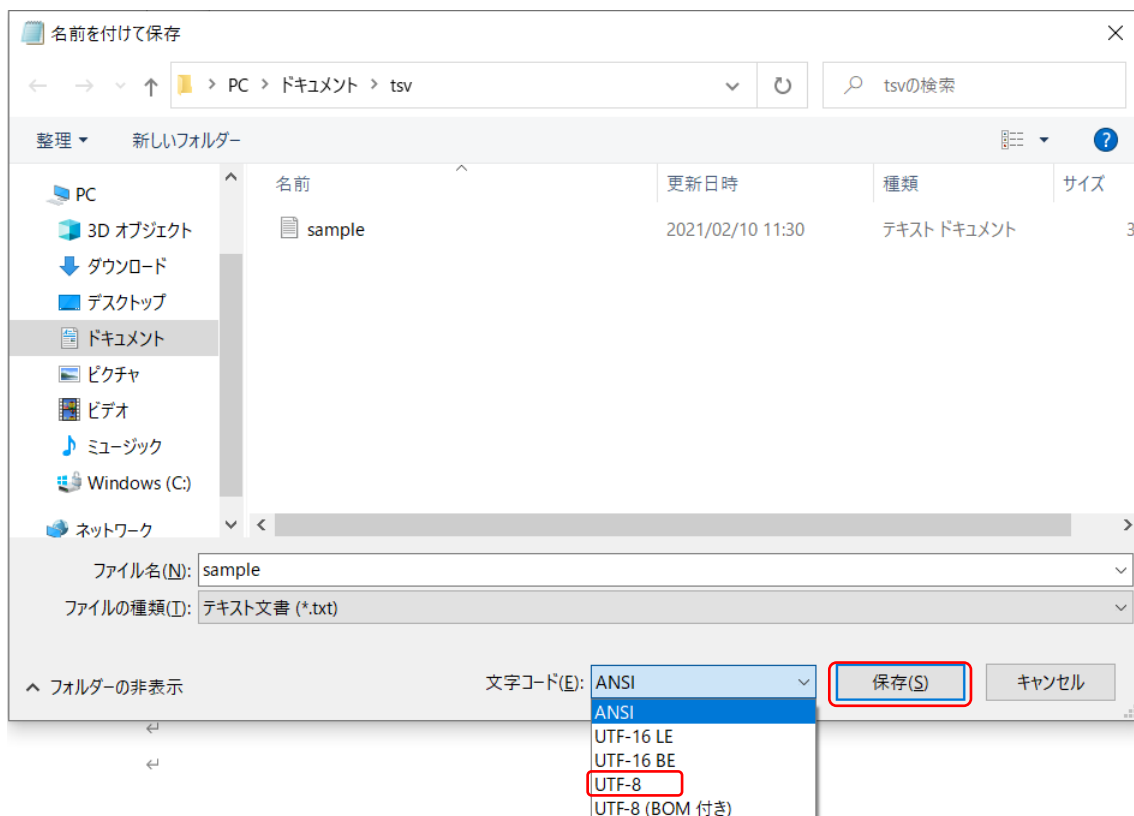 名前を付けて保存
PC > ドキュメント > tsv
tsvの検索
整理 新しいフォルダー
名前 更新日時 種類 サイズ
sample 2021/02/10 11:30 テキスト ドキュメント 3
PC
3D オブジェクト
ダウンロード
デスクトップ
ドキュメント
ピクチャ
ビデオ
ミュージック
Windows (C:)
ネットワーク
ファイル名(N): sample
ファイルの種類(T): テキスト文書 (*.txt)
フォルダーの非表示
文字コード(E): ANSI
保存(S)
キャンセル
ANSI
UTF-16 LE
UTF-16 BE
UTF-8
UTF-8 (BOM 付き)